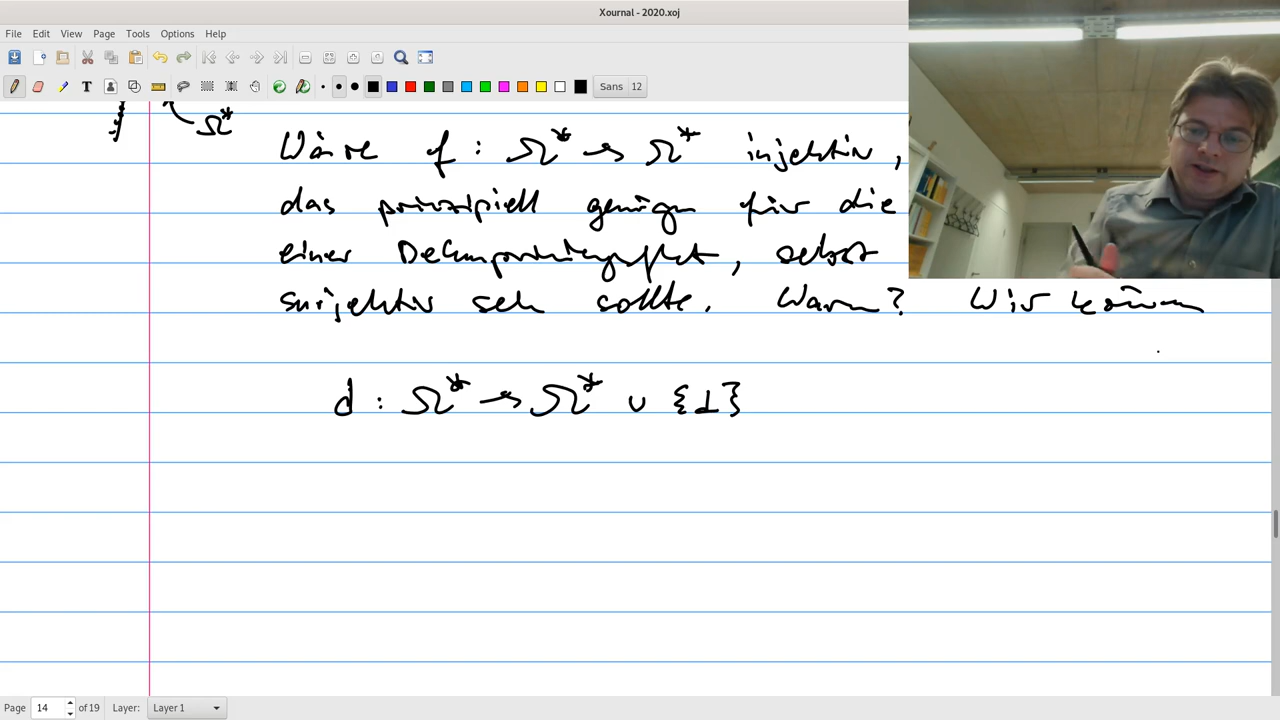 Xournal - 2020.xoj
File Edit View Page Tools Options Help
T Sans 12
Ω*
Wäre f : Ω* → Ω* injektiv,
das prinzipiell genügen für die
einer Dekompositionsfkt, selbst
surjektiv sein sollte. Warum? Wir können
d : Ω* → Ω* ∪ {⊥}
Page 14 of 19 Layer: Layer 1